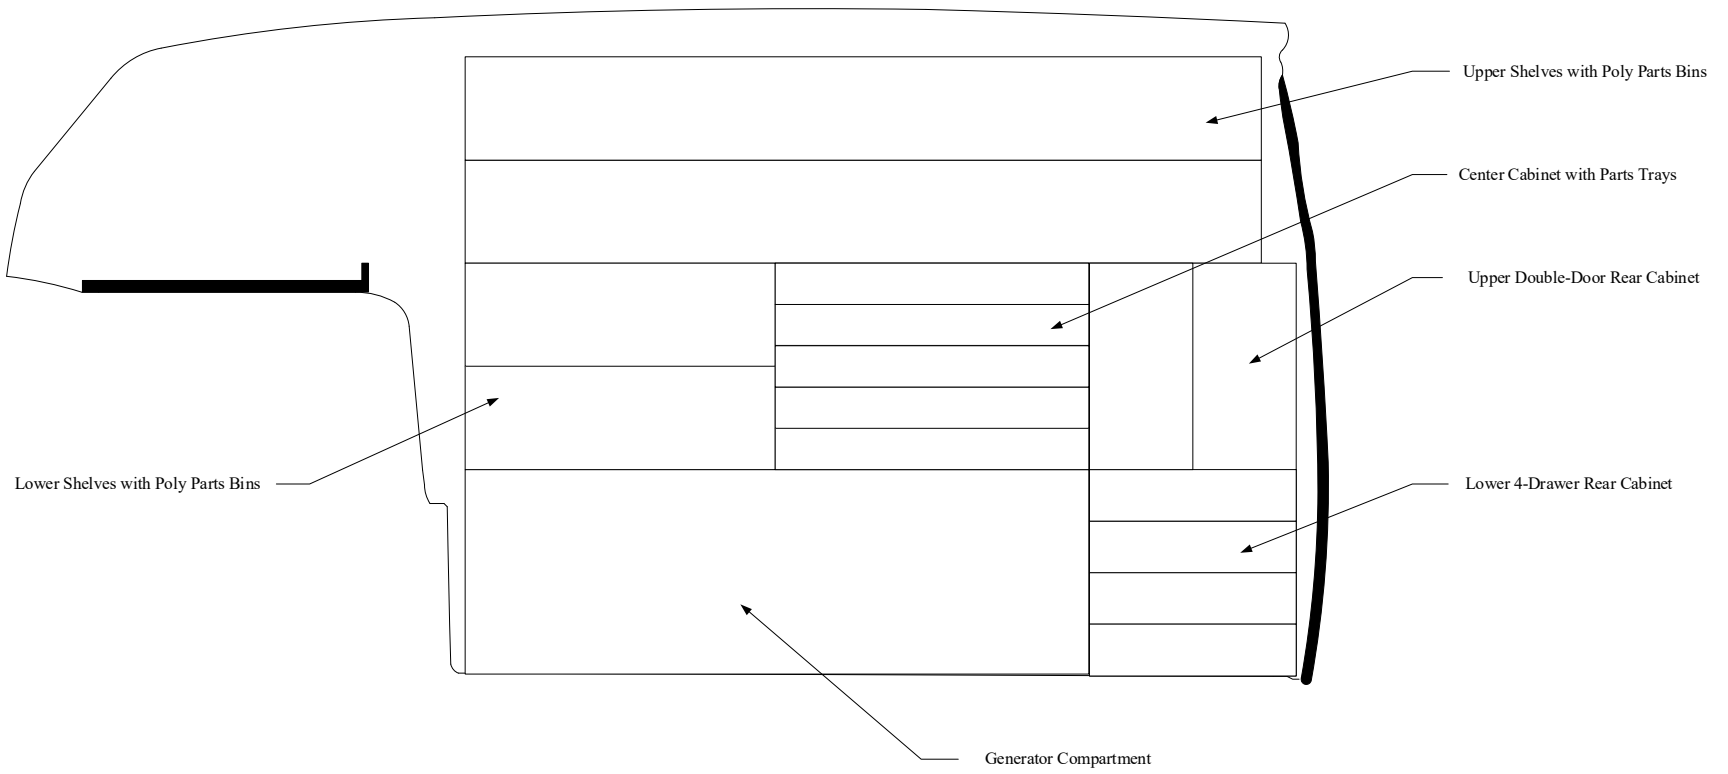 Upper Shelves with Poly Parts Bins
Center Cabinet with Parts Trays
Upper Double-Door Rear Cabinet
Lower Shelves with Poly Parts Bins
Lower 4-Drawer Rear Cabinet
Generator Compartment